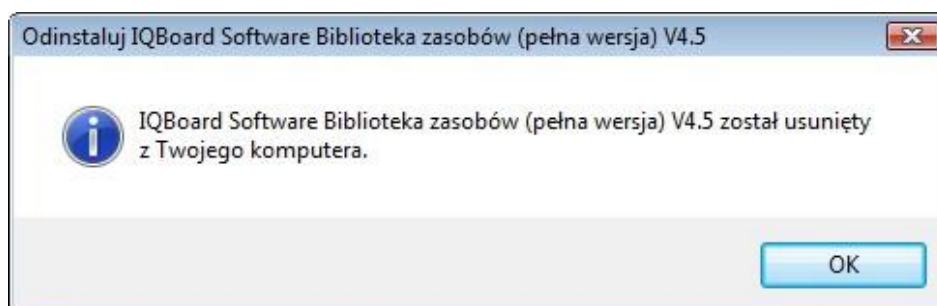 Odinstaluj IQBoard Software Biblioteka zasobów (pełna wersja) V4.5
IQBoard Software Biblioteka zasobów (pełna wersja) V4.5 został usunięty
z Twojego komputera.
OK